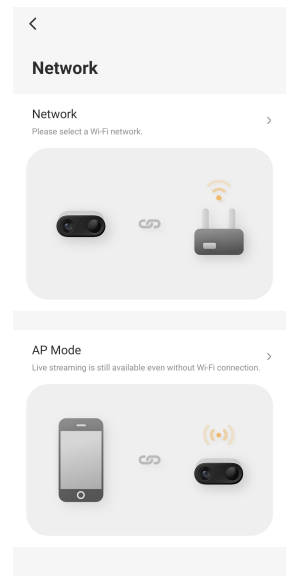 Network
Network
Please select a Wi-Fi network.
AP Mode
Live streaming is still available even without Wi-Fi connection.